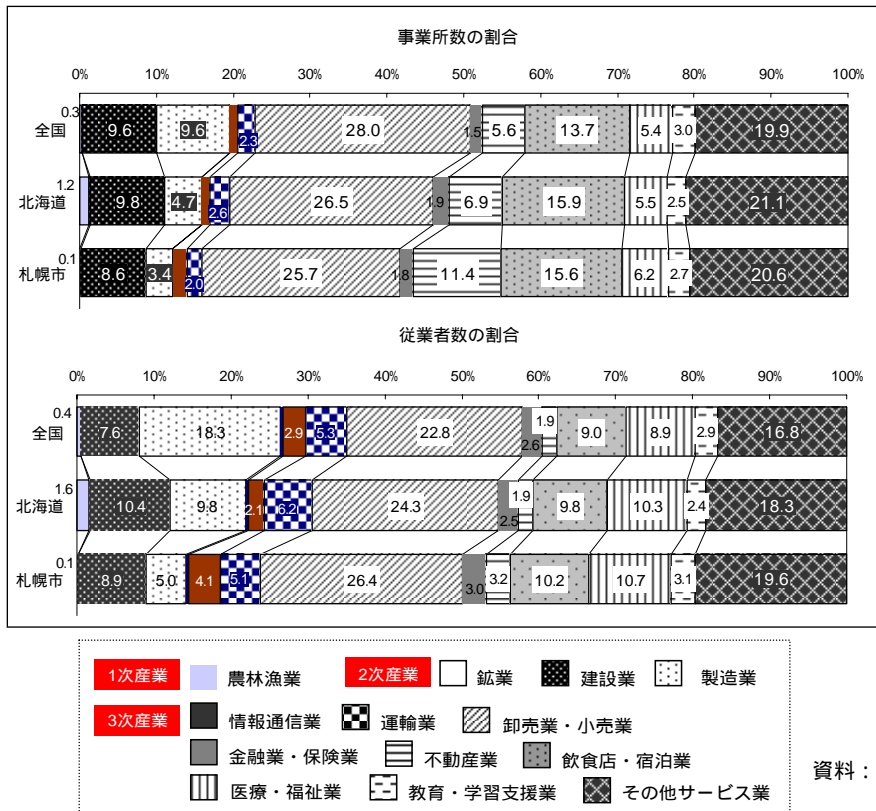 事業所数の割合
0% 10% 20% 30% 40% 50% 60% 70% 80% 90% 100%
0.3
全国 9.6 9.6 2.3 28.0 1.5 5.6 13.7 5.4 3.0 19.9
1.2
北海道 9.8 4.7 2.6 26.5 1.9 6.9 15.9 5.5 2.5 21.1
0.1
札幌市 8.6 3.4 2.0 25.7 1.8 11.4 15.6 6.2 2.7 20.6
従業者数の割合
0% 10% 20% 30% 40% 50% 60% 70% 80% 90% 100%
0.4
全国 7.6 18.3 2.9 5.3 22.8 2.6 1.9 9.0 8.9 2.9 16.8
1.6
北海道 10.4 9.8 2.1 6.2 24.3 2.5 1.9 9.8 10.3 2.4 18.3
0.1
札幌市 8.9 5.0 4.1 5.1 26.4 3.0 3.2 10.2 10.7 3.1 19.6
1次産業 農林漁業 2次産業 鉱業 建設業 製造業
3次産業 情報通信業 運輸業 卸売業・小売業
金融業・保険業 不動産業 飲食店・宿泊業
医療・福祉業 教育・学習支援業 その他サービス業
資料：